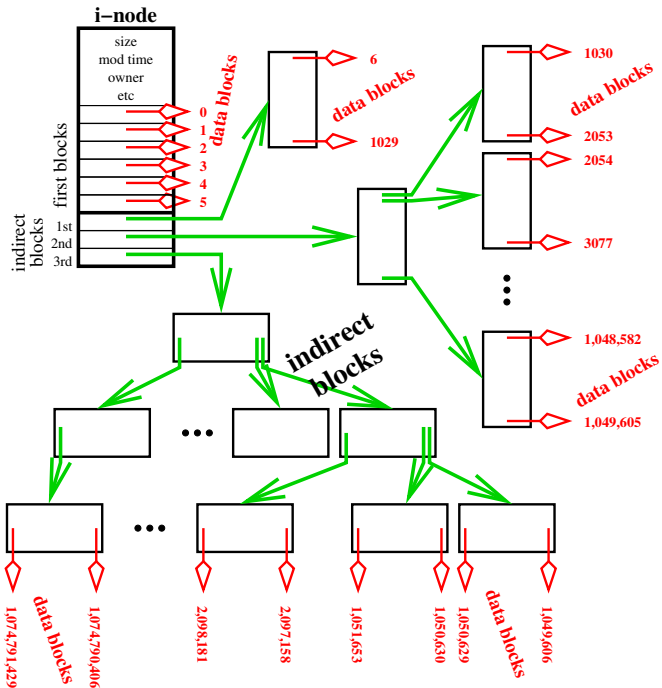 i-node
size
mod time
owner
etc
first blocks
0
1
2
3
4
5
data blocks
indirect
blocks
1st
2nd
3rd
6
data blocks
1029
1030
data blocks
2053
2054
3077
1,048,582
data blocks
1,049,605
indirect
blocks
1,074,791,429
data blocks
1,074,790,406
2,098,181
2,097,158
1,051,653
1,050,630
1,050,629
data blocks
1,049,606